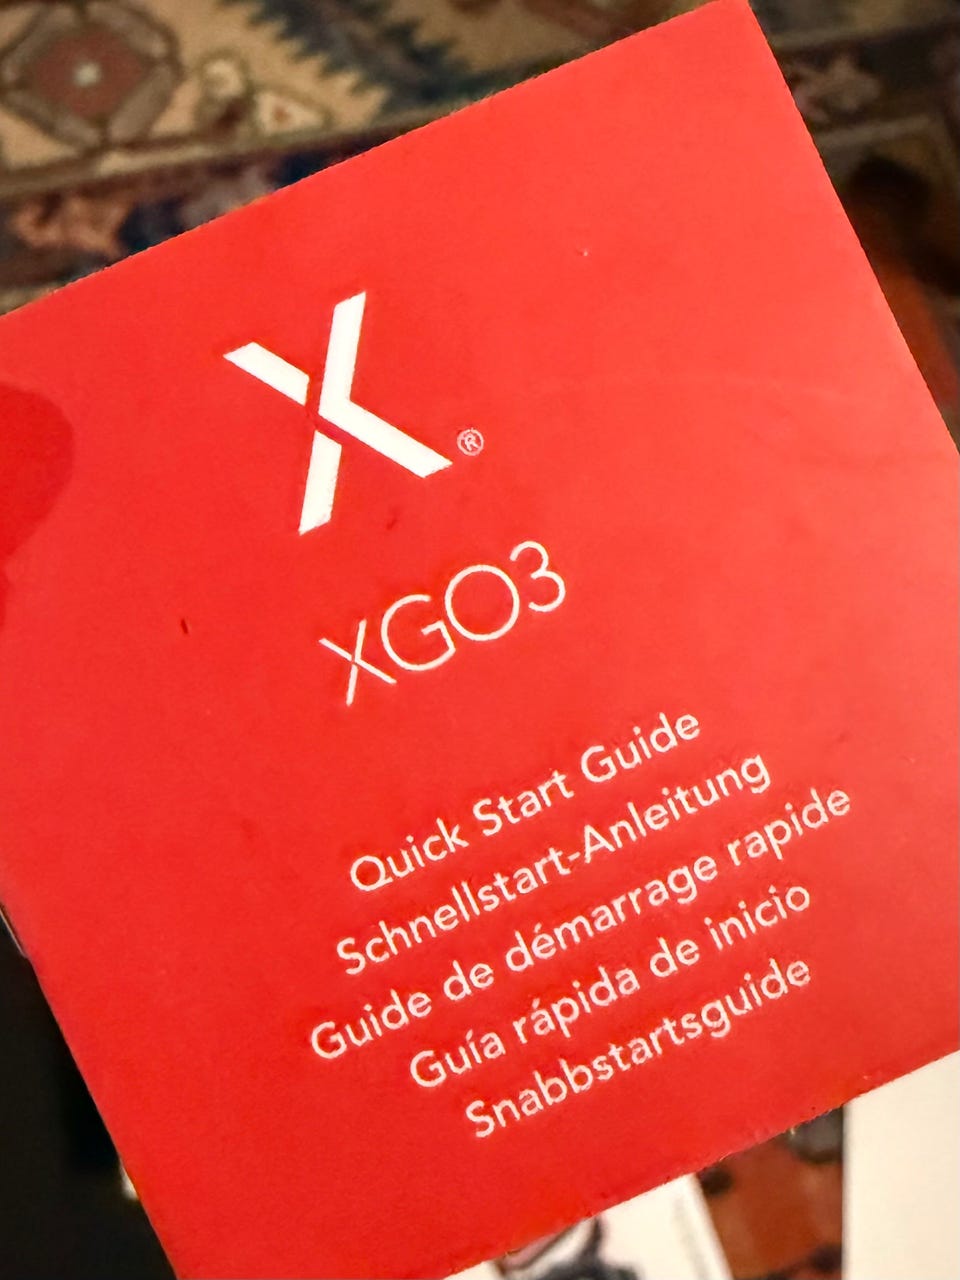 X®
XGO3
Quick Start Guide
Schnellstart-Anleitung
Guide de démarrage rapide
Guía rápida de inicio
Snabbstartsguide